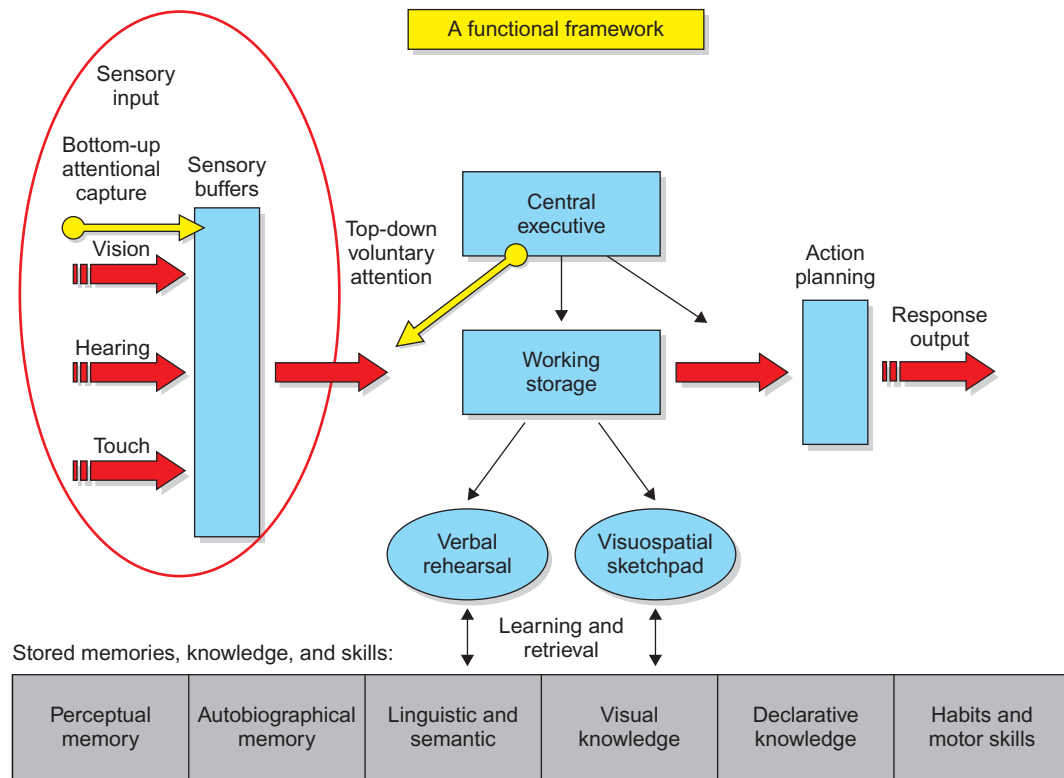 A functional framework
Sensory
input
Bottom-up
attentional
capture
Sensory
buffers
Vision
Hearing
Touch
Top-down
voluntary
attention
Central
executive
Working
storage
Action
planning
Response
output
Verbal
rehearsal
Visuospatial
sketchpad
Learning and
retrieval
Stored memories, knowledge, and skills:
Perceptual
memory
Autobiographical
memory
Linguistic and
semantic
Visual
knowledge
Declarative
knowledge
Habits and
motor skills